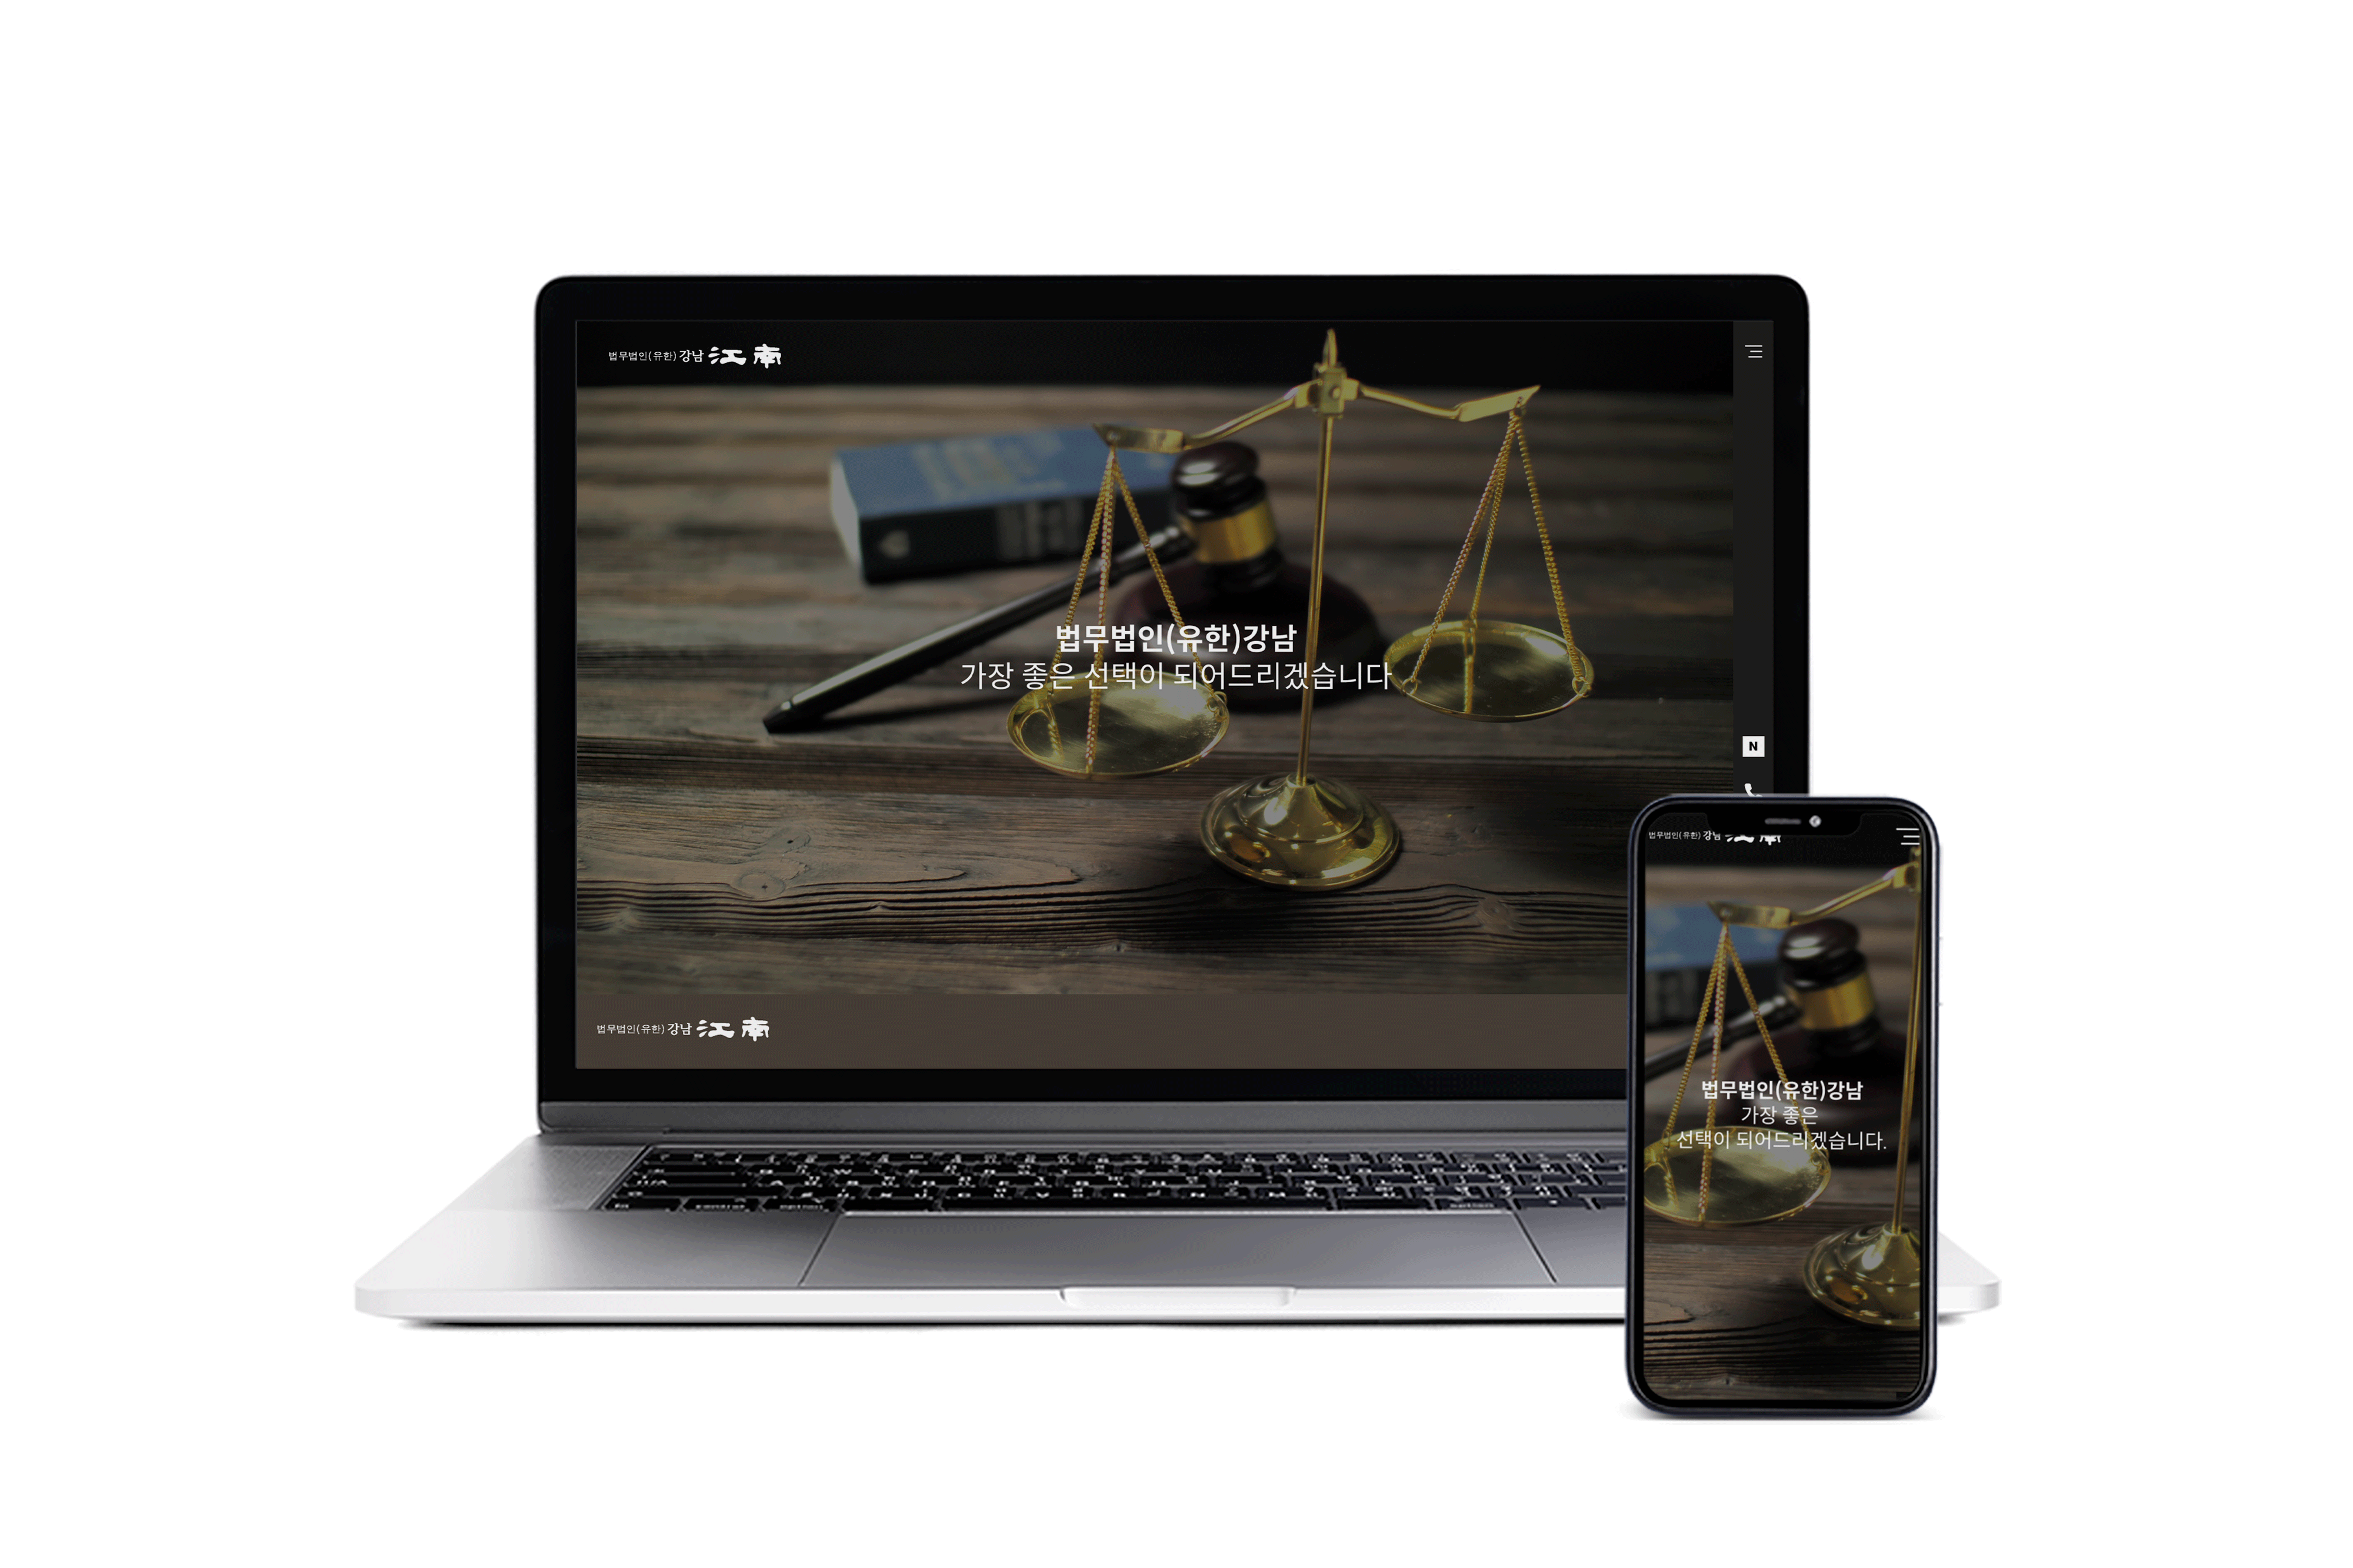 법무법인(유한) 강남 江南
법무법인(유한)강남
가장 좋은 선택이 되어드리겠습니다
N
법무법인(유한) 강남 江南
법무법인(유한) 강남 江南
법무법인(유한)강남
가장 좋은
선택이 되어드리겠습니다.